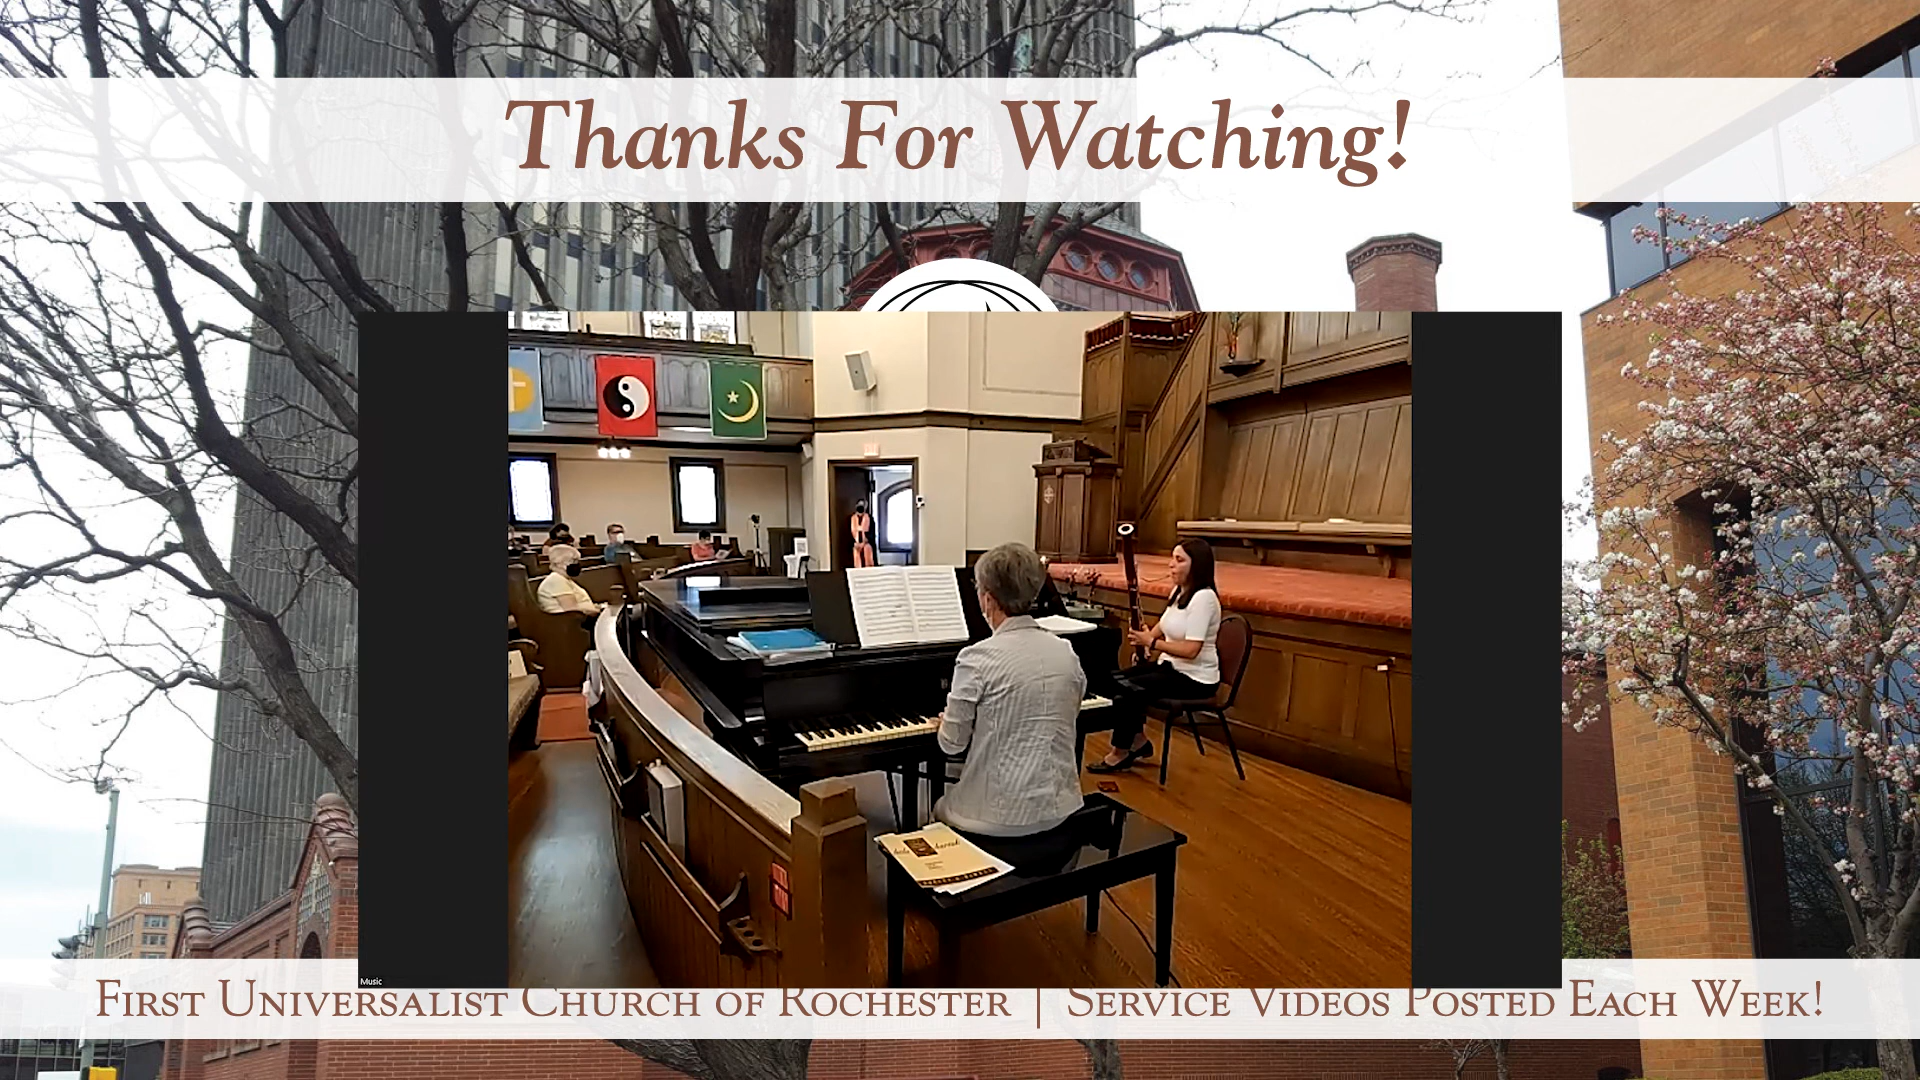 Thanks For Watching!
Music
First Universalist Church of Rochester | Service Videos Posted Each Week!